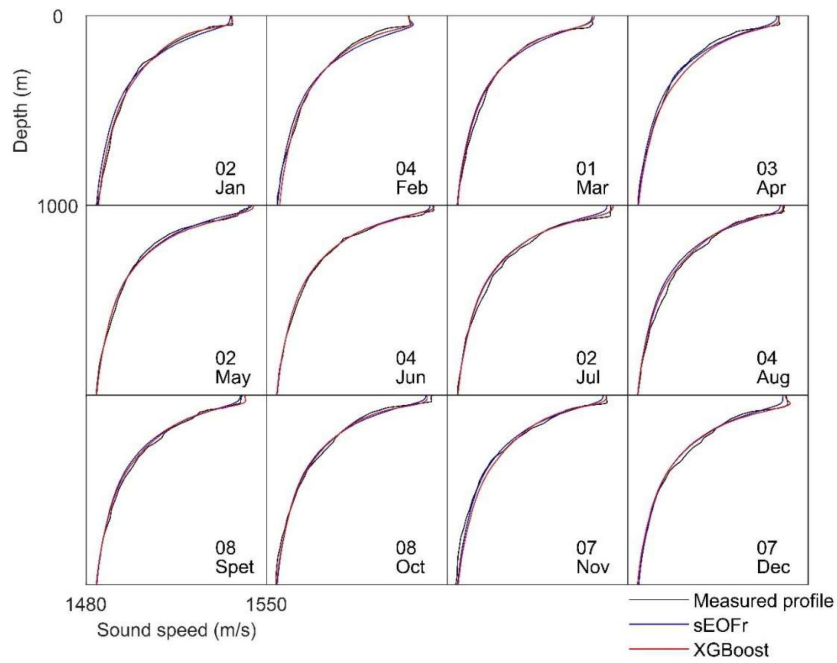 0
Depth (m)
1000
02
Jan
04
Feb
01
Mar
03
Apr
02
May
04
Jun
02
Jul
04
Aug
08
Spet
08
Oct
07
Nov
07
Dec
1480
1550
Sound speed (m/s)
Measured profile
sEOFr
XGBoost